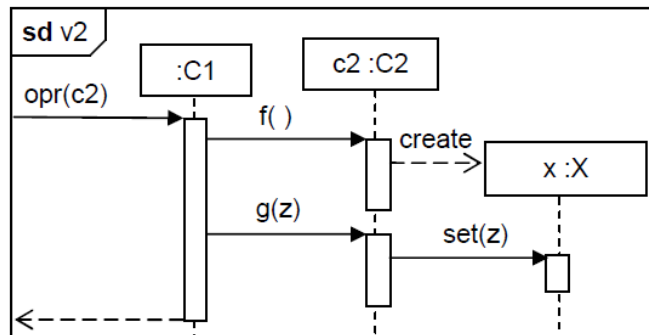 sd v2
:C1
c2 :C2
opr(c2)
f( )
create
x :X
g(z)
set(z)